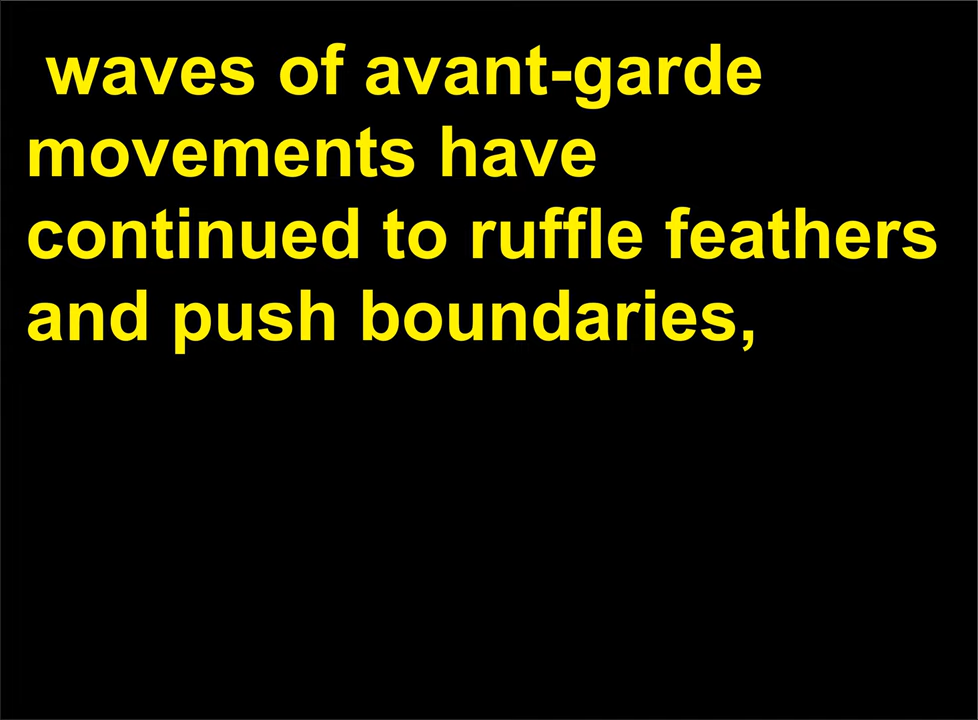 waves of avant-garde
movements have
continued to ruffle feathers
and push boundaries,